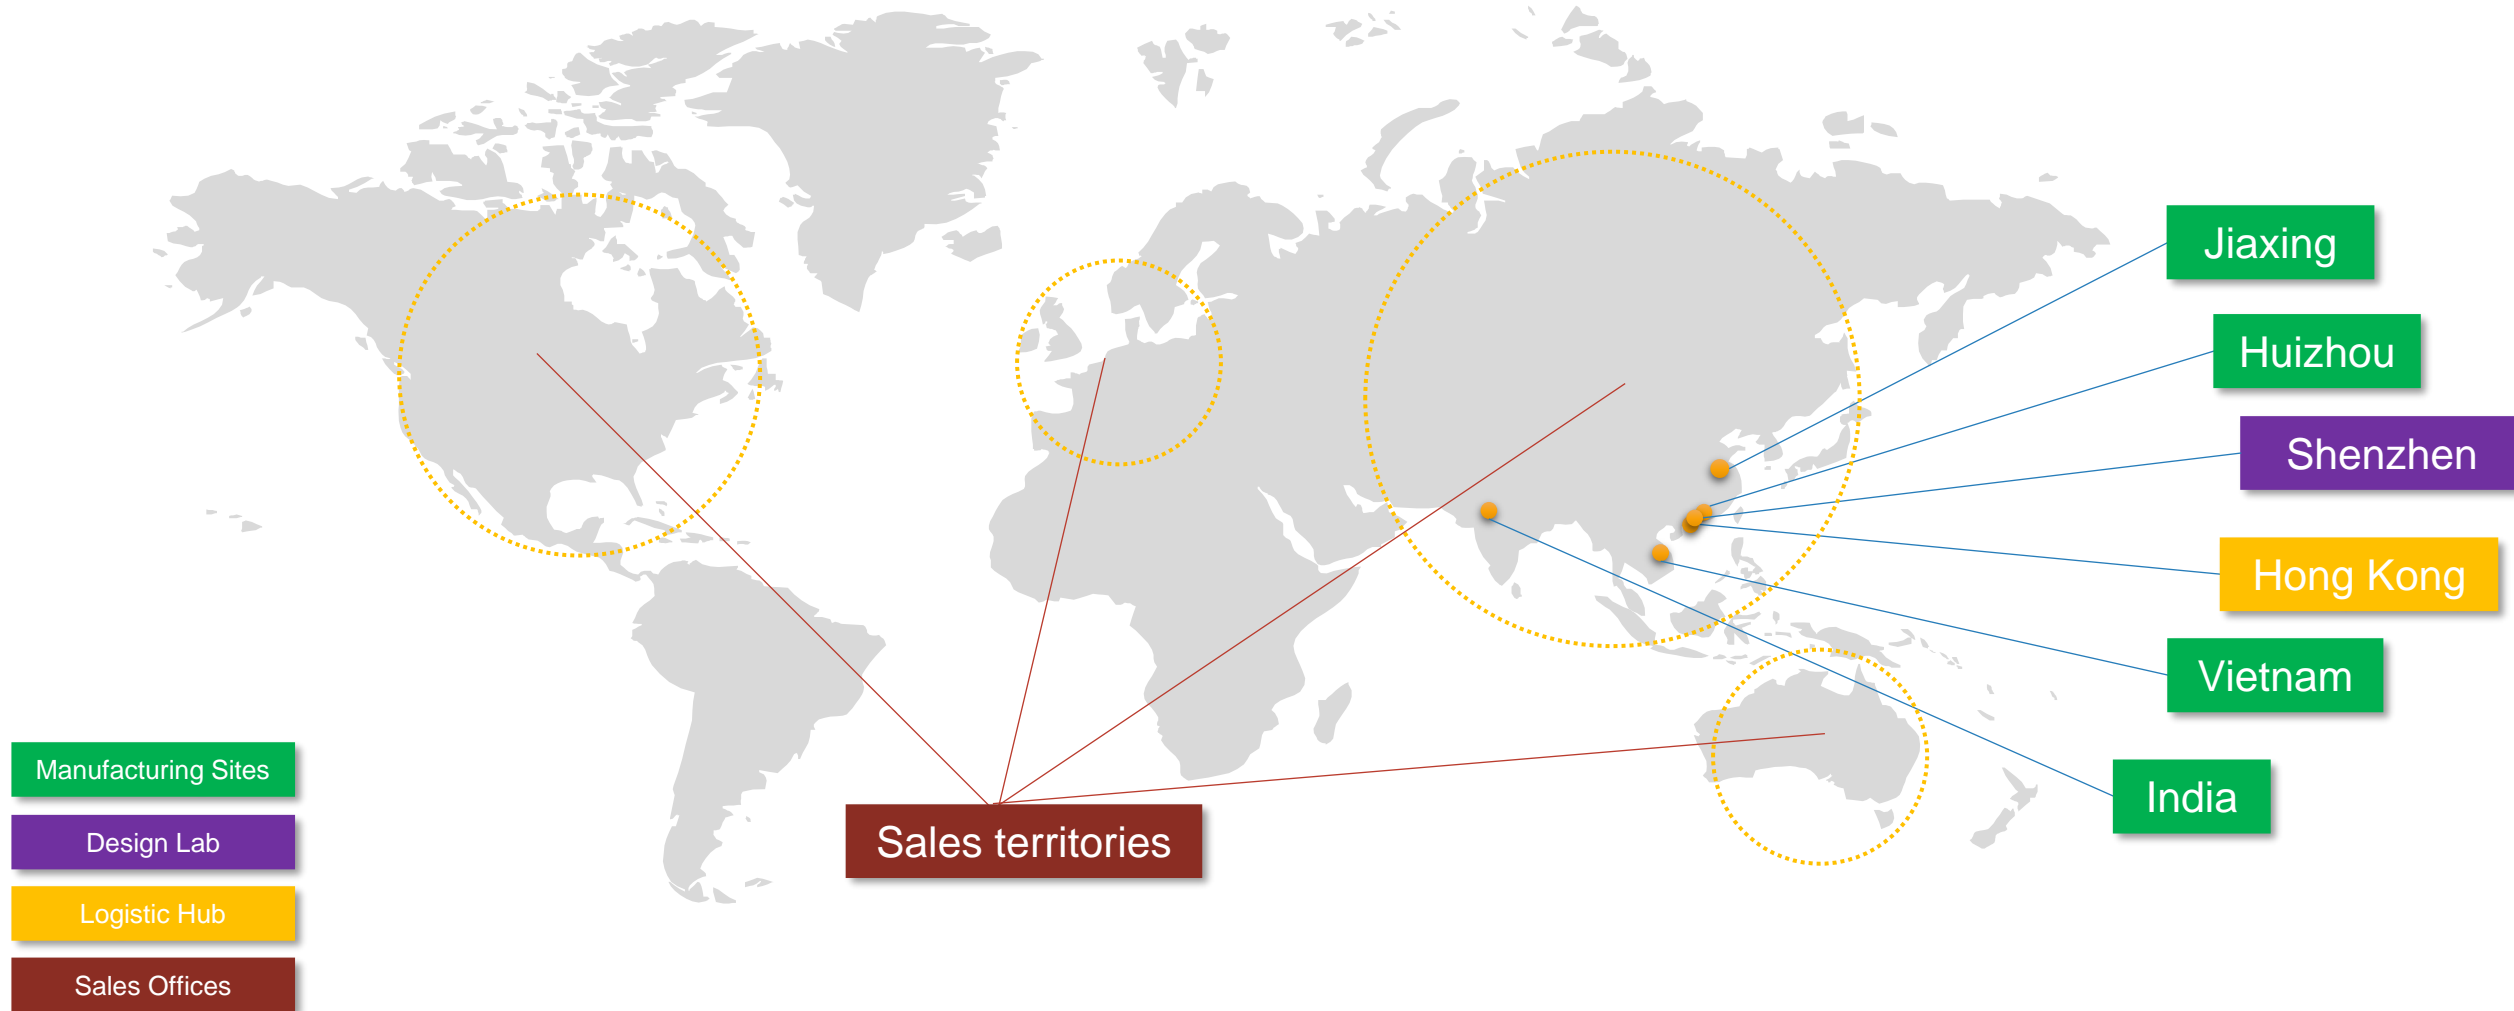 Jiaxing
Huizhou
Shenzhen
Hong Kong
Vietnam
India
Sales territories
Manufacturing Sites
Design Lab
Logistic Hub
Sales Offices